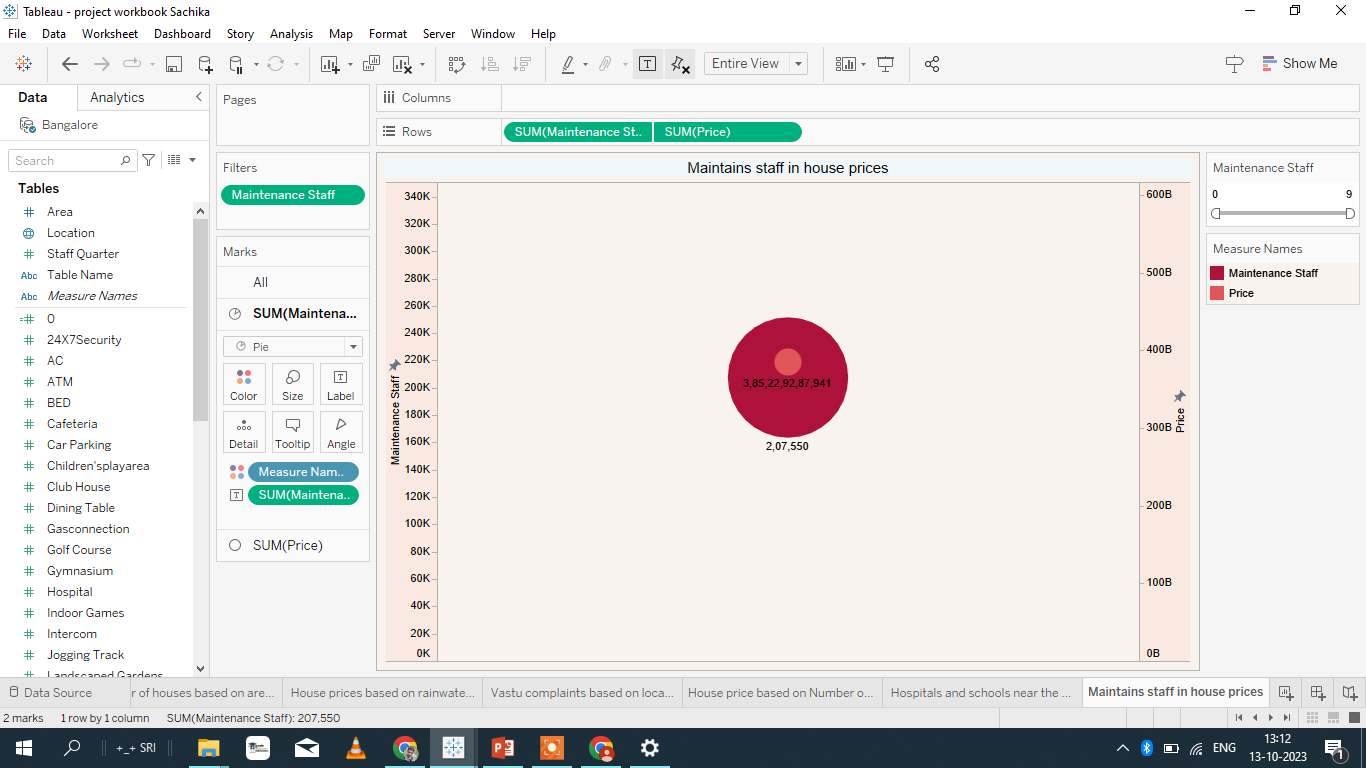 Tableau - project workbook Sachika
File Data Worksheet Dashboard Story Analysis Map Format Server Window Help
Entire View
Show Me
Data Analytics
Bangalore
Search
Tables
Area
Location
Staff Quarter
Abc Table Name
Abc Measure Names
0
24X7Security
AC
ATM
BED
Cafeteria
Car Parking
Children'splayarea
Club House
Dining Table
Gasconnection
Golf Course
Gymnasium
Hospital
Indoor Games
Intercom
Jogging Track
Landscaped Gardens
Pages
Filters
Maintenance Staff
Marks
All
SUM(Maintena...
Pie
Color Size Label
Detail Tooltip Angle
Measure Nam..
SUM(Maintena..
SUM(Price)
Columns
Rows
SUM(Maintenance St.. SUM(Price)
Maintains staff in house prices
340K
320K
300K
280K
260K
240K
220K
200K
180K
160K
140K
120K
100K
80K
60K
40K
20K
0K
Maintenance Staff
3,85,22,92,87,941
2,07,550
600B
500B
400B
300B
200B
100B
0B
Price
Maintenance Staff
0 9
Measure Names
Maintenance Staff
Price
Data Source
r of houses based on are...
House prices based on rainwate...
Vastu complaints based on loca...
House price based on Number o...
Hospitals and schools near the ...
Maintains staff in house prices
2 marks 1 row by 1 column SUM(Maintenance Staff): 207,550
+_+ SRI
ENG
13:12
13-10-2023
1